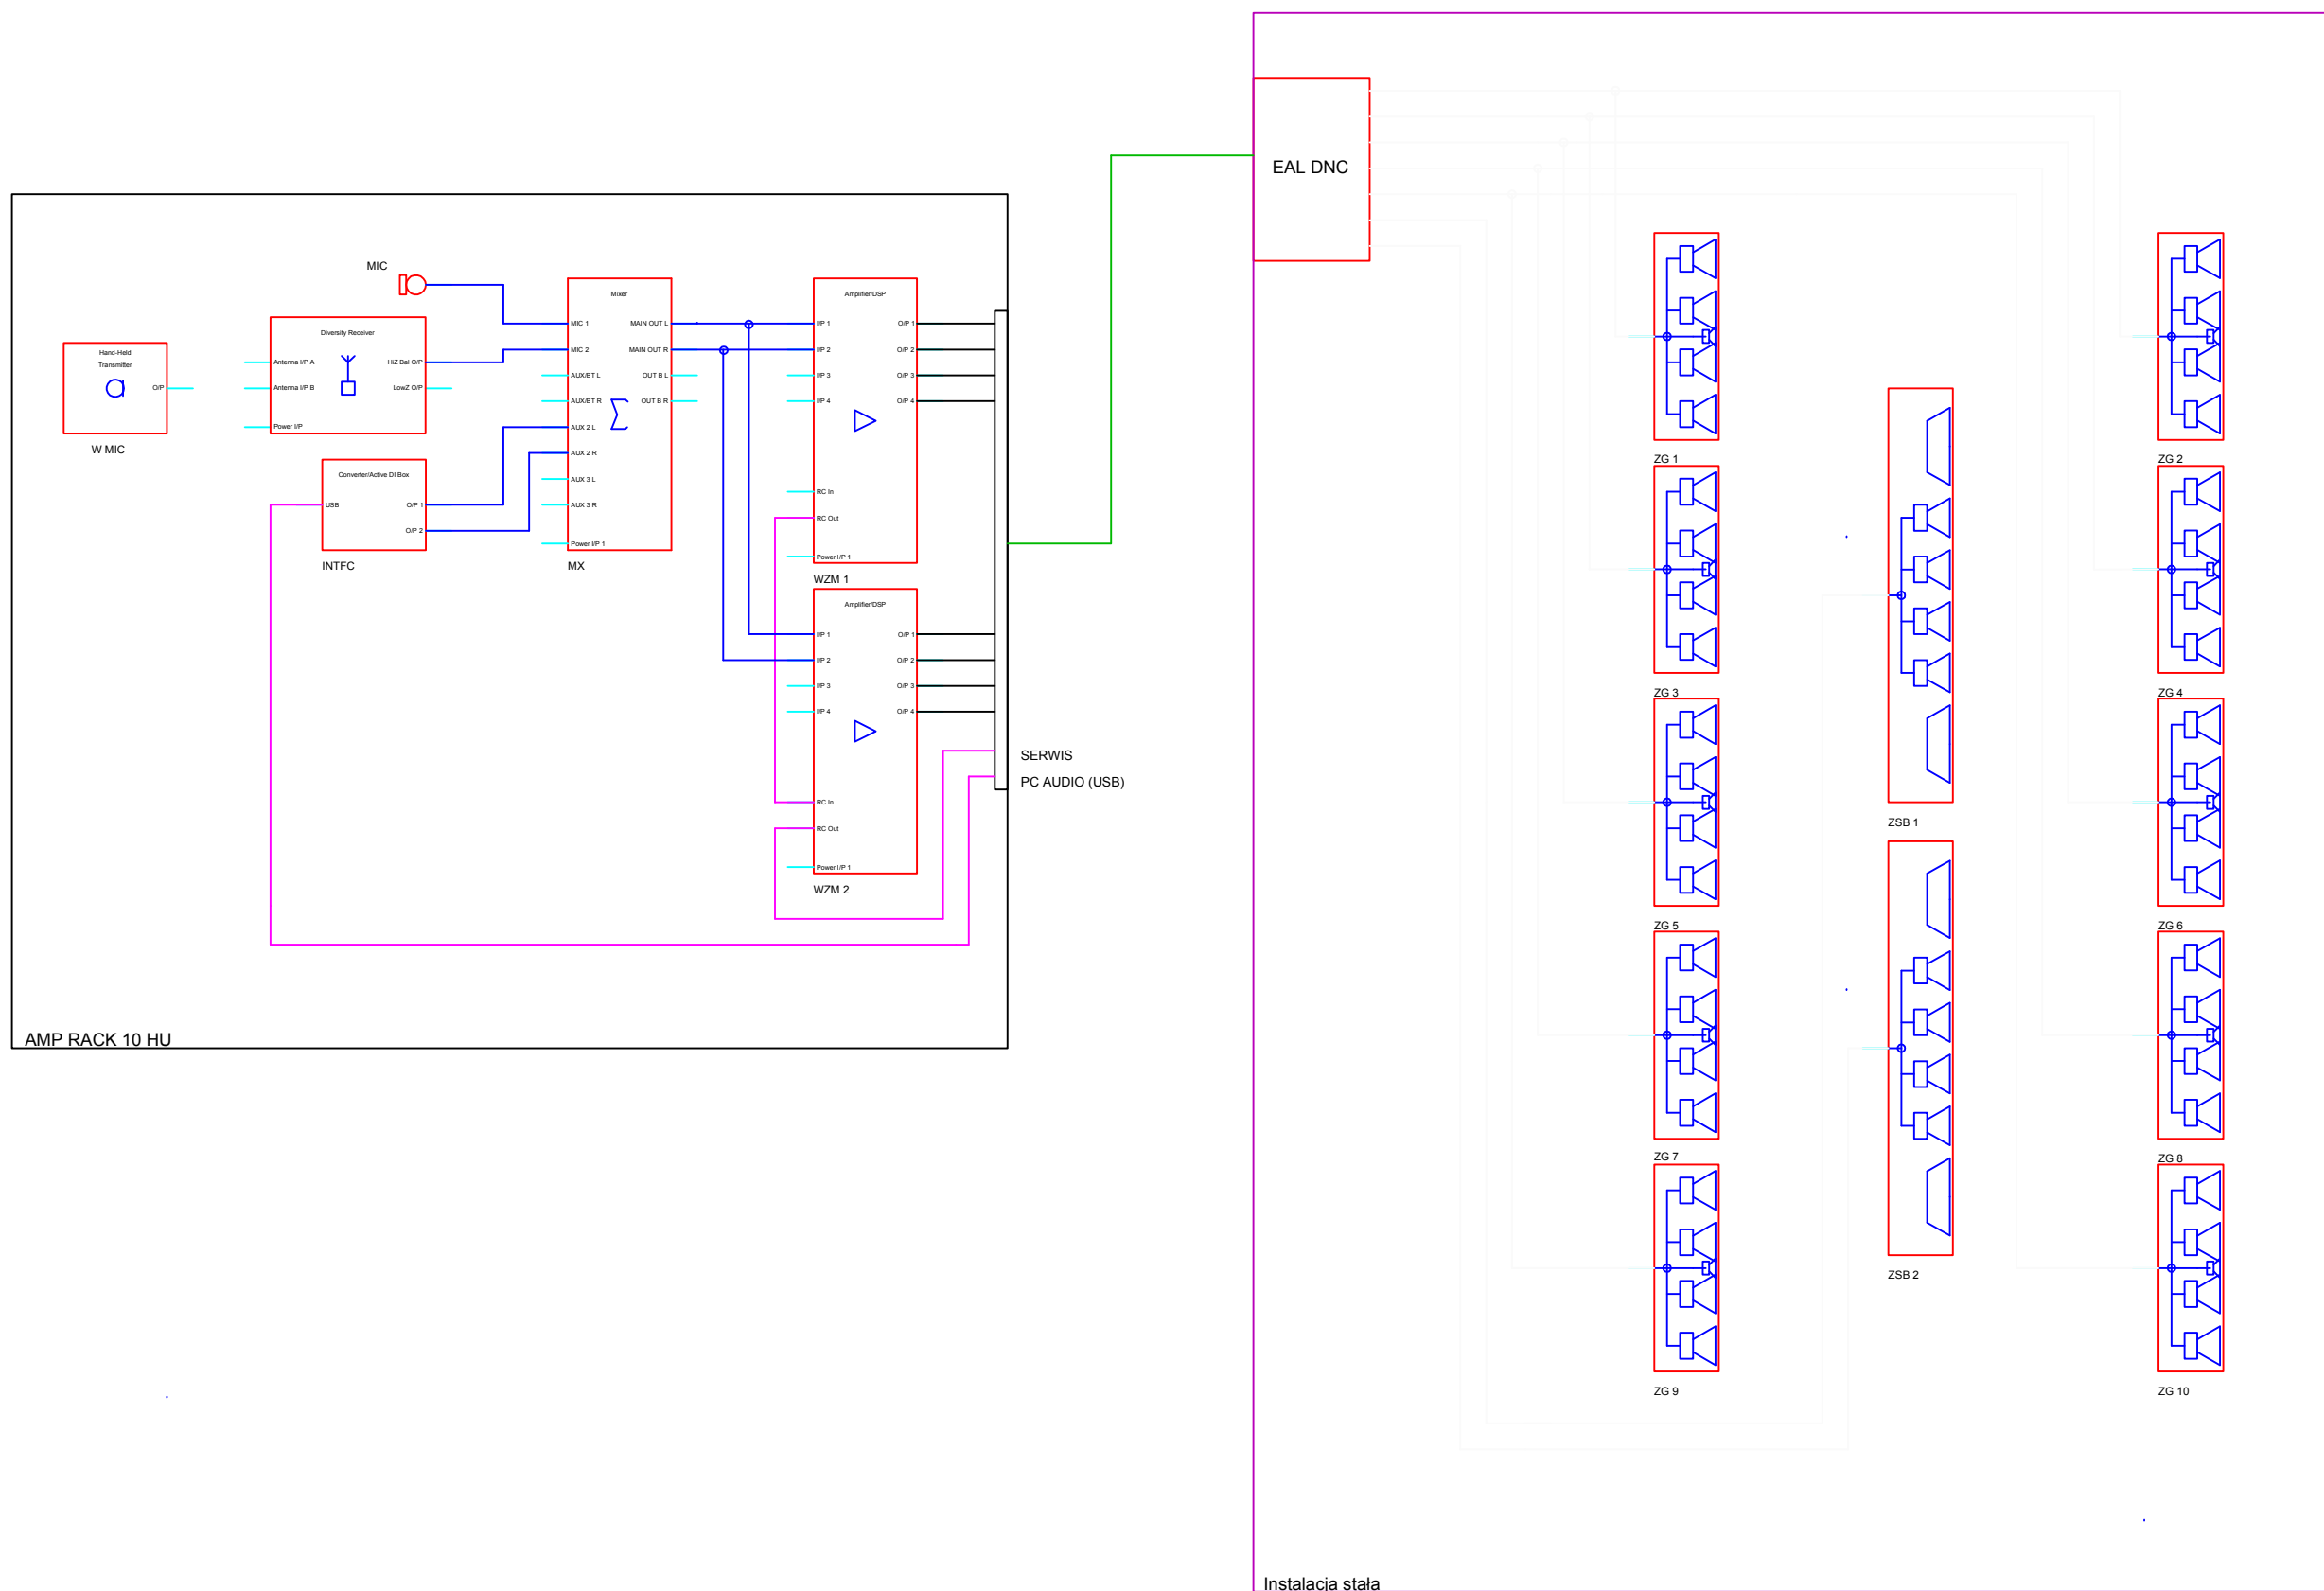 EAL DNC
MIC
Hand-Held
Transmitter
O/P
W MIC
Diversity Receiver
Antenna I/P A
Antenna I/P B
Power I/P
HiZ Bal O/P
LowZ O/P
Converter/Active DI Box
USB
O/P 1
O/P 2
INTFC
Mixer
MIC 1
MIC 2
AUX/BT L
AUX/BT R
AUX 2 L
AUX 2 R
AUX 3 L
AUX 3 R
Power I/P 1
MAIN OUT L
MAIN OUT R
OUT B L
OUT B R
MX
Amplifier/DSP
I/P 1
I/P 2
I/P 3
I/P 4
RC In
RC Out
Power I/P 1
O/P 1
O/P 2
O/P 3
O/P 4
WZM 1
Amplifier/DSP
I/P 1
I/P 2
I/P 3
I/P 4
RC In
RC Out
Power I/P 1
O/P 1
O/P 2
O/P 3
O/P 4
WZM 2
SERWIS
PC AUDIO (USB)
AMP RACK 10 HU
ZG 1
ZG 2
ZG 3
ZG 4
ZSB 1
ZG 5
ZG 6
ZG 7
ZG 8
ZSB 2
ZG 9
ZG 10
Instalacja stała